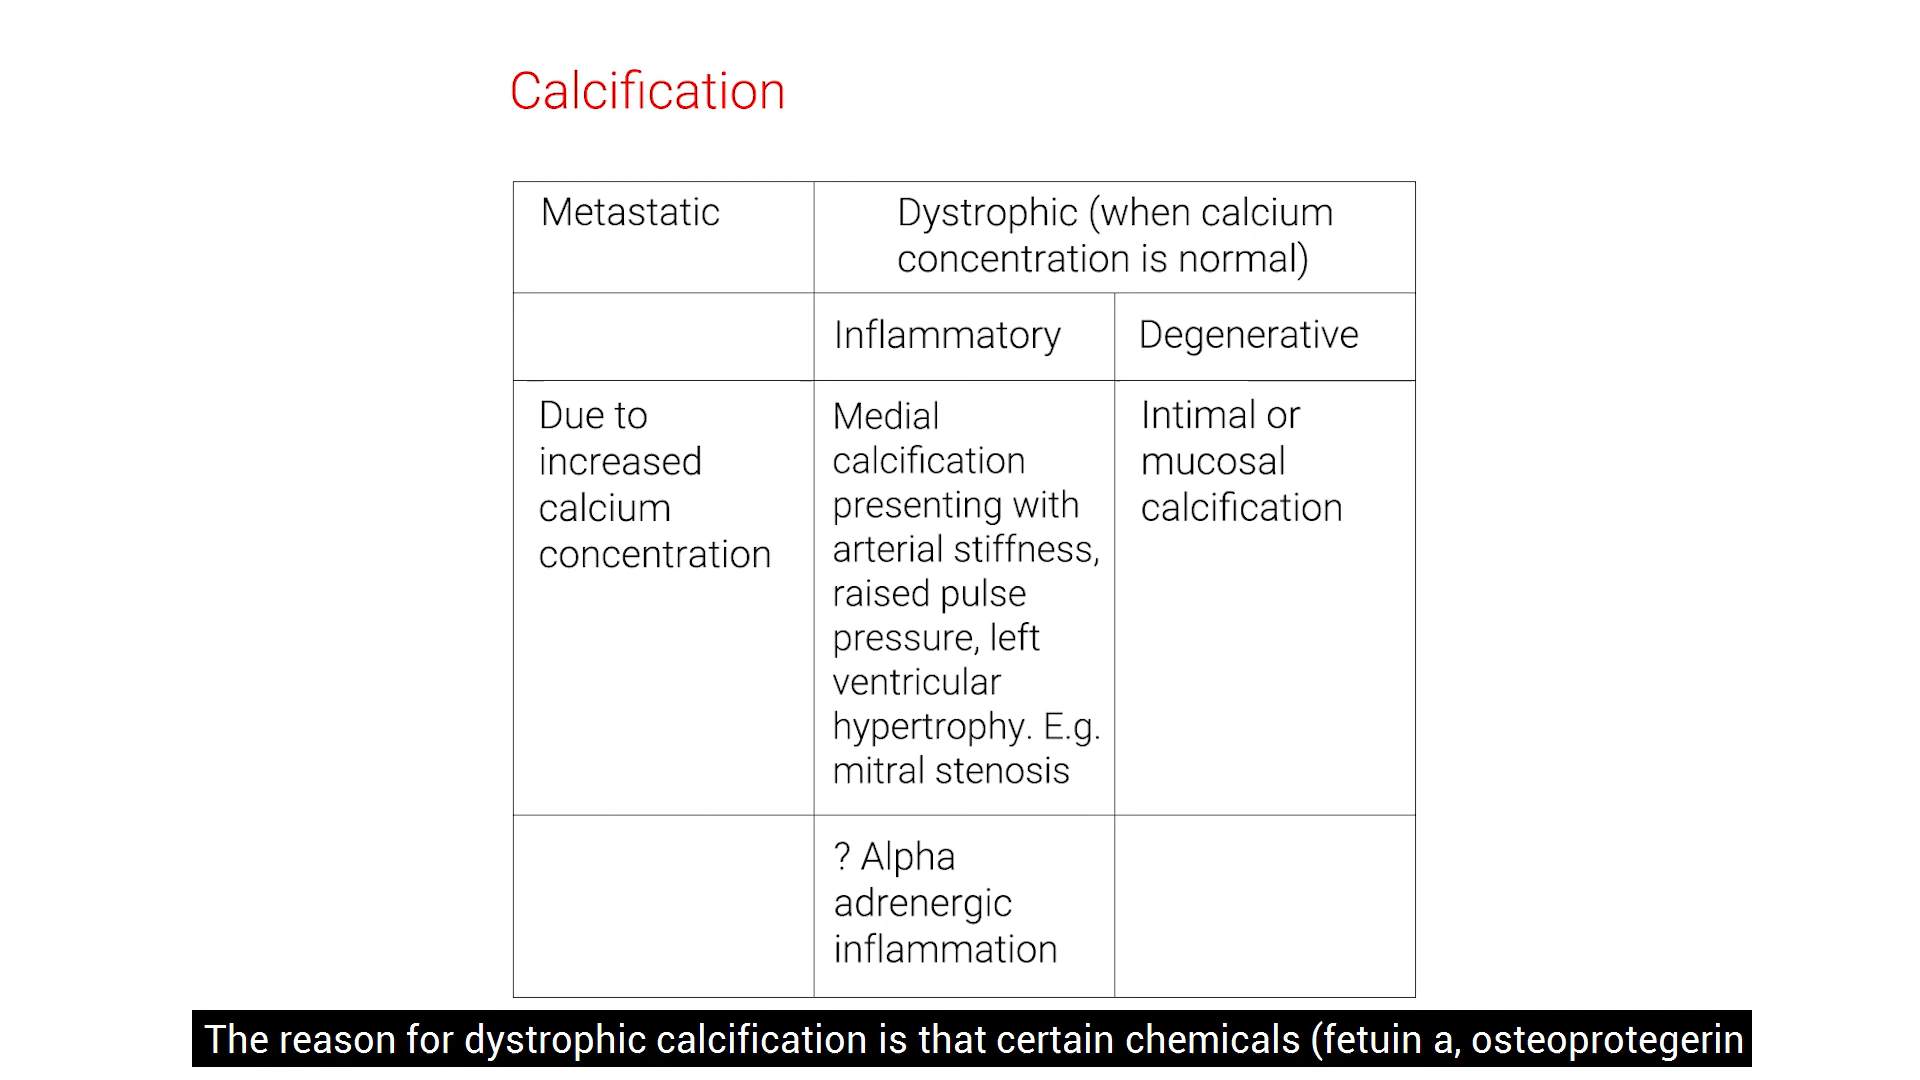 Calcification
Metastatic
Dystrophic (when calcium
concentration is normal)
Inflammatory
Degenerative
Due to
increased
calcium
concentration
Medial
calcification
presenting with
arterial stiffness,
raised pulse
pressure, left
ventricular
hypertrophy. E.g.
mitral stenosis
Intimal or
mucosal
calcification
? Alpha
adrenergic
inflammation
The reason for dystrophic calcification is that certain chemicals (fetuin a, osteoprotegerin